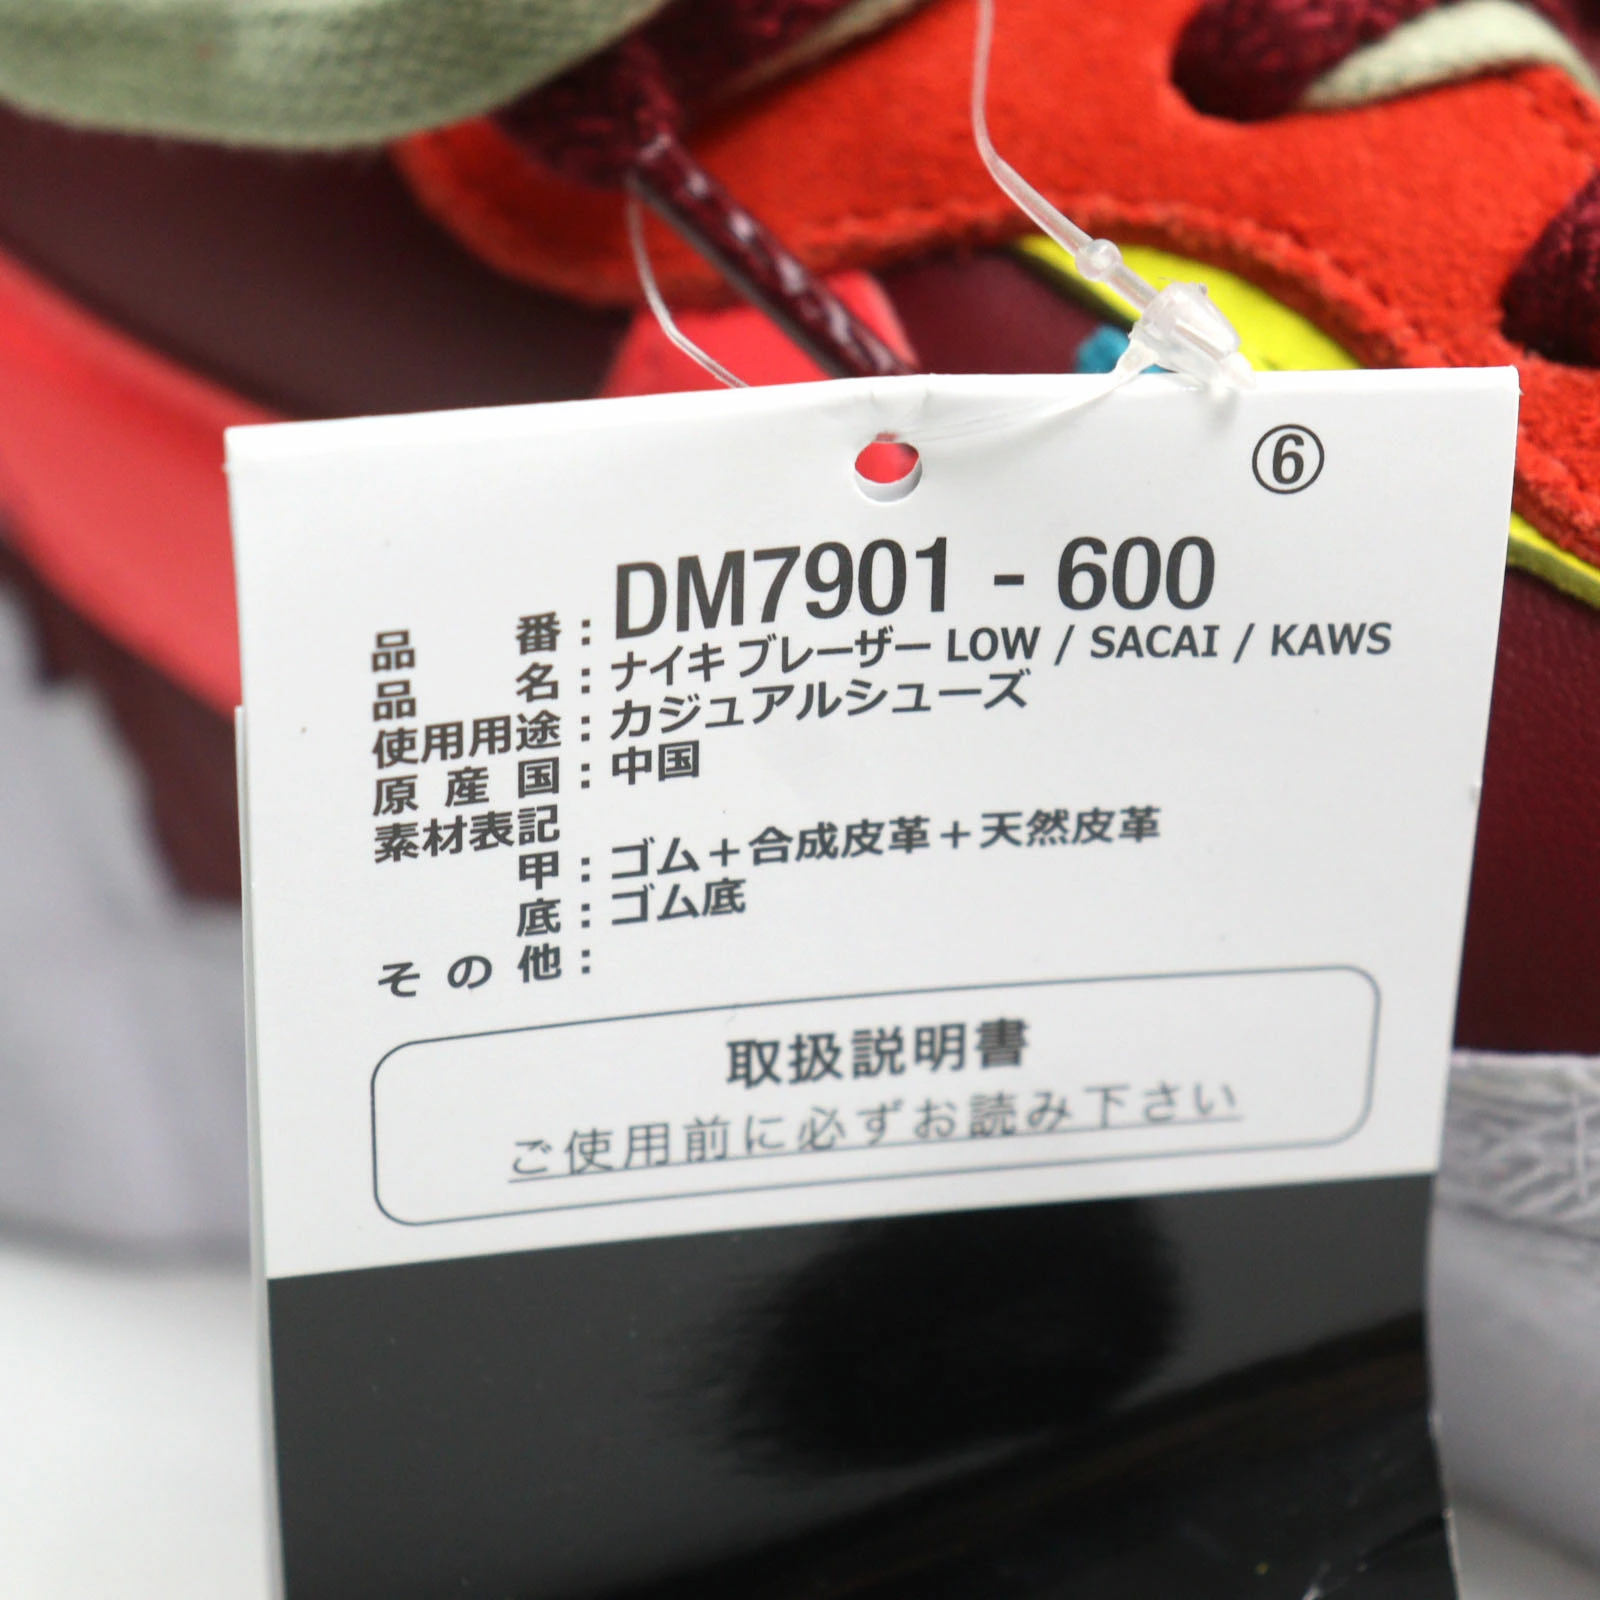 ⑥
品番：DM7901 - 600
品名：ナイキ ブレーザー LOW / SACAI / KAWS
使用用途：カジュアルシューズ
原産国：中国
素材表記
甲：ゴム＋合成皮革＋天然皮革
底：ゴム底
その他：
取扱説明書
ご使用前に必ずお読み下さい